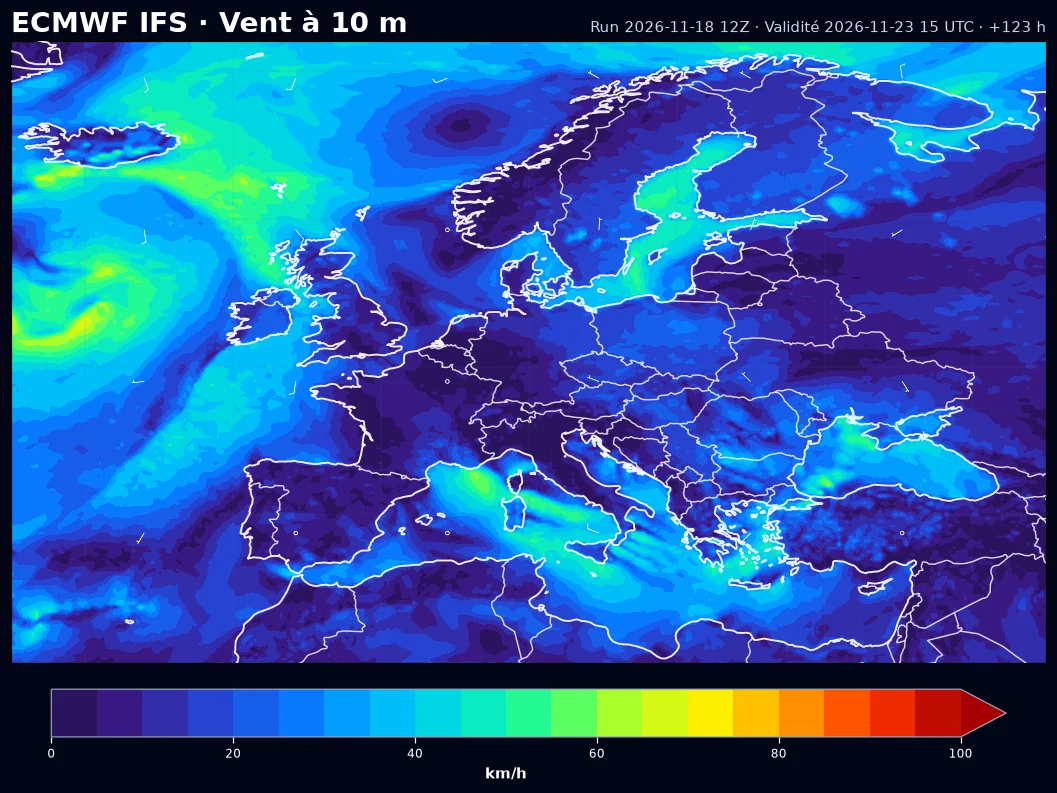 ECMWF IFS · Vent à 10 m
Run 2026-11-18 12Z · Validité 2026-11-23 15 UTC · +123 h
0 20 40 60 80 100
km/h